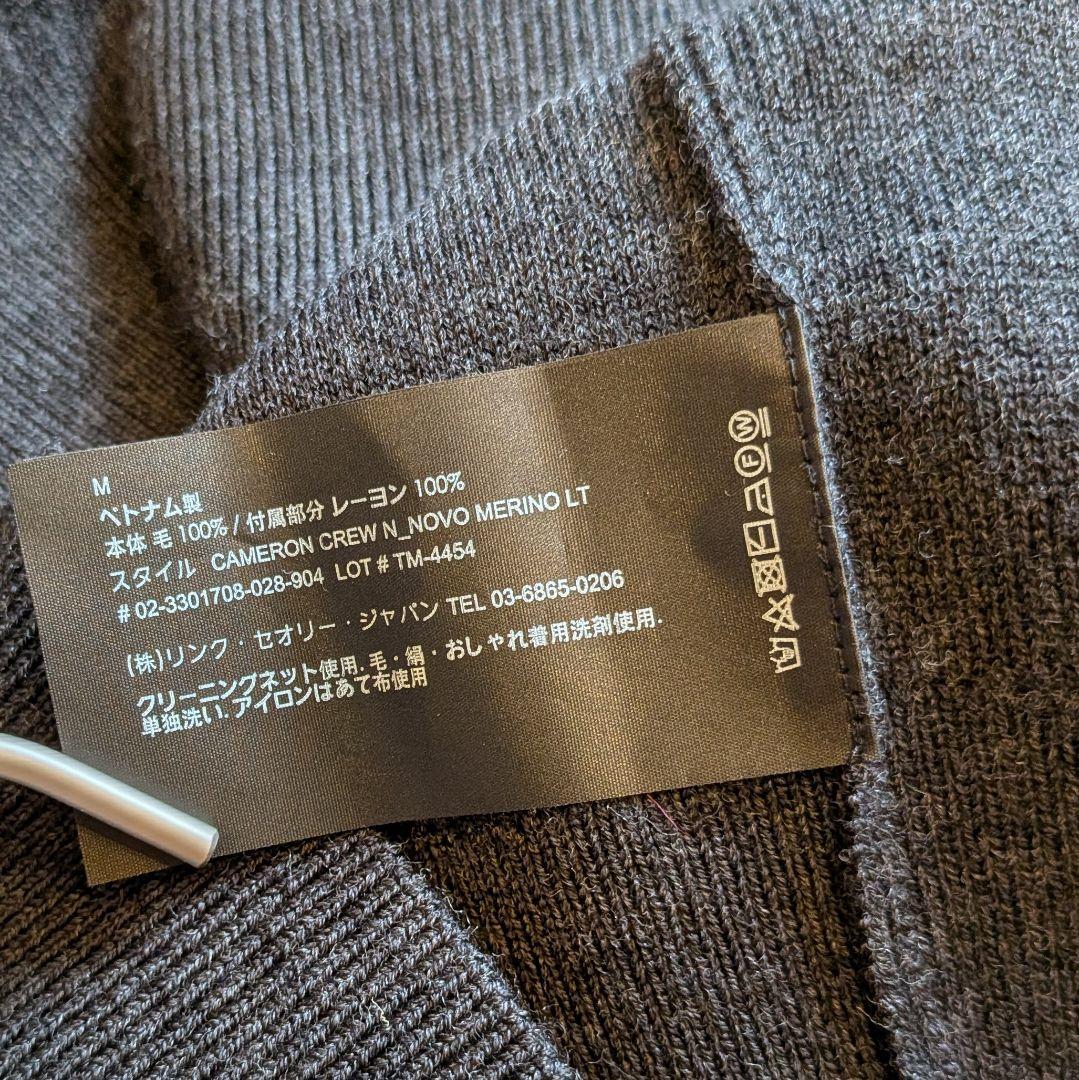 M
ベトナム製
本体 毛 100% / 付属部分 レーヨン 100%
スタイル CAMERON CREW N_NOVO MERINO LT
# 02-3301708-028-904 LOT # TM-4454
(株)リンク・セオリー・ジャパン TEL 03-6865-0206
クリーニングネット使用. 毛・絹・おしゃれ着用洗剤使用.
単独洗い. アイロンはあて布使用
F W